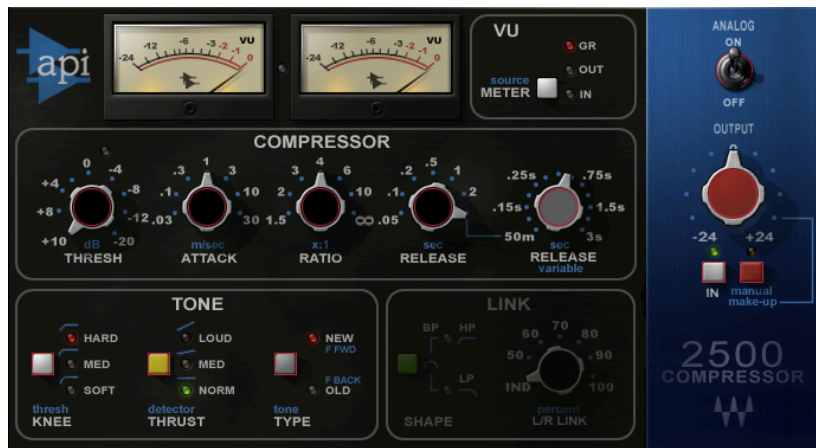 api
-24 -12 -6 -3 -2 -1 0 VU
-24 -12 -6 -3 -2 -1 0 VU
VU
GR
OUT
IN
source
METER
ANALOG
ON
OFF
OUTPUT
0
-24 +24
IN
manual
make-up
COMPRESSOR
+10 +8 +4 0 -4 -8 -12 -20
dB
THRESH
.03 .1 .3 1 3 10 30
m/sec
ATTACK
1.5 2 3 4 6 10 ∞
x:1
RATIO
.05 .1 .2 .5 1 2
sec
RELEASE
50m .15s .25s .75s 1.5s 3s
sec
RELEASE
variable
TONE
HARD
MED
SOFT
thresh
KNEE
LOUD
MED
NORM
detector
THRUST
NEW
F FWD
F BACK
OLD
tone
TYPE
LINK
BP HP
LP
SHAPE
IND 50 60 70 80 90 100
percent
L/R LINK
2500
COMPRESSOR